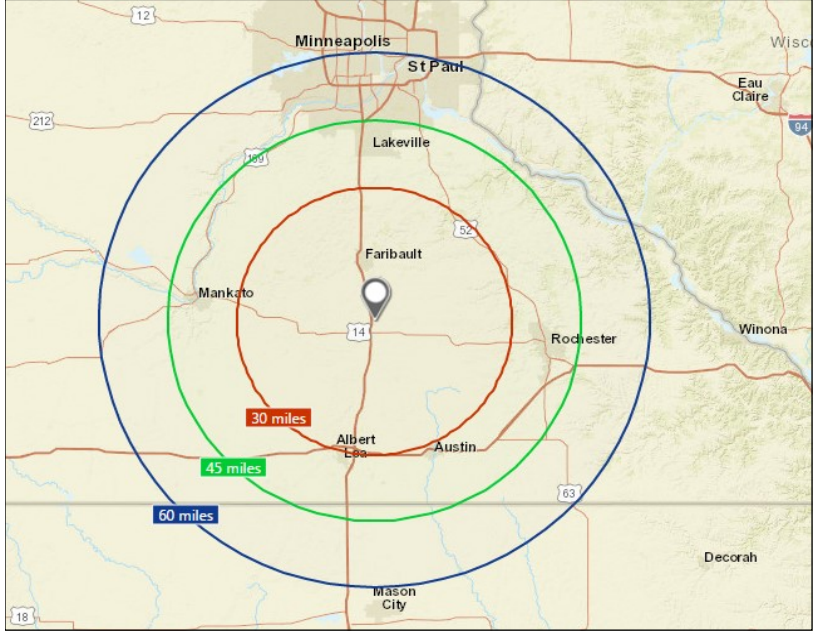 12
Minneapolis
Wisc
St Paul
Eau
Claire
212
94
Lakeville
169
52
Faribault
Mankato
14
Winona
Rochester
30 miles
Albert
Lea
Austin
45 miles
63
60 miles
Decorah
Mason
City
18